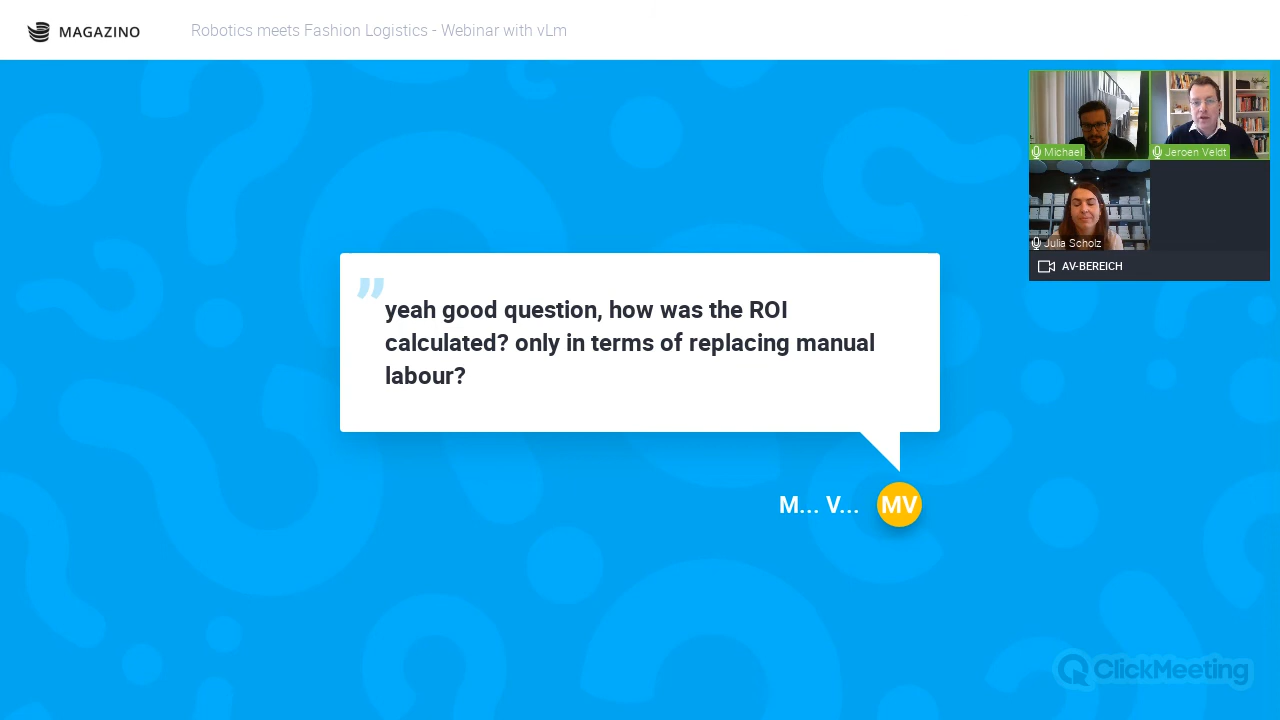 MAGAZINO
Robotics meets Fashion Logistics - Webinar with vLm
Michael
Jeroen Veldt
Julia Scholz
AV-BEREICH
"
yeah good question, how was the ROI
calculated? only in terms of replacing manual
labour?
M... V...
MV
ClickMeeting